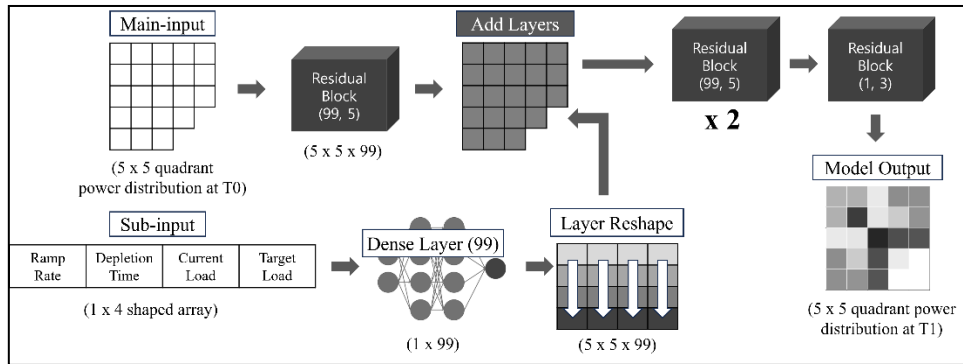 Main-input
(5 x 5 quadrant
power distribution at T0)
Residual
Block
(99, 5)
(5 x 5 x 99)
Add Layers
Residual
Block
(99, 5)
x 2
Residual
Block
(1, 3)
Sub-input
Ramp
Rate
Depletion
Time
Current
Load
Target
Load
(1 x 4 shaped array)
Dense Layer (99)
(1 x 99)
Layer Reshape
(5 x 5 x 99)
Model Output
(5 x 5 quadrant power
distribution at T1)